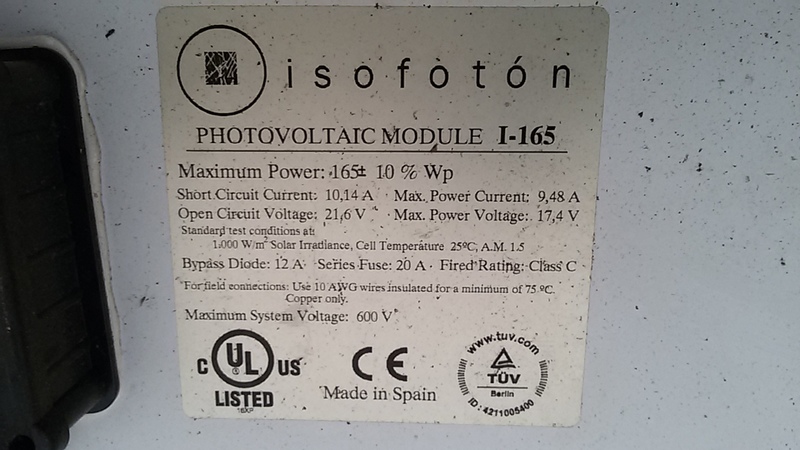 isofotón
PHOTOVOLTAIC MODULE I-165
Maximum Power: 165± 10 % Wp
Short Circuit Current: 10,14 A · Max. Power Current: 9,48 A
Open Circuit Voltage: 21,6 V · Max. Power Voltage: 17,4 V
Standard test conditions at:
1.000 W/m² Solar Irradiance, Cell Temperature 25ºC, A.M. 1.5
Bypass Diode: 12 A · Series Fuse: 20 A · Fired Rating: Class C
For field connections: Use 10 AWG wires insulated for a minimum of 75 ºC.
Copper only.
Maximum System Voltage: 600 V
C UL® US
LISTED
18XP
CE
Made in Spain
www.tuv.com
TÜV
Berlin
ID: 4211005400